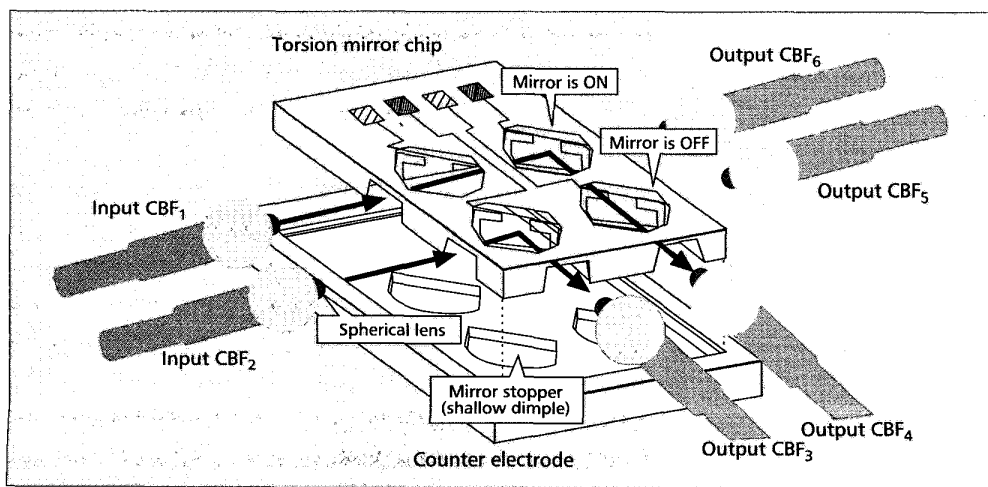 Torsion mirror chip
Output CBF₆
Mirror is ON
Mirror is OFF
Output CBF₅
Input CBF₁
Spherical lens
Input CBF₂
Mirror stopper
(shallow dimple)
Output CBF₄
Output CBF₃
Counter electrode